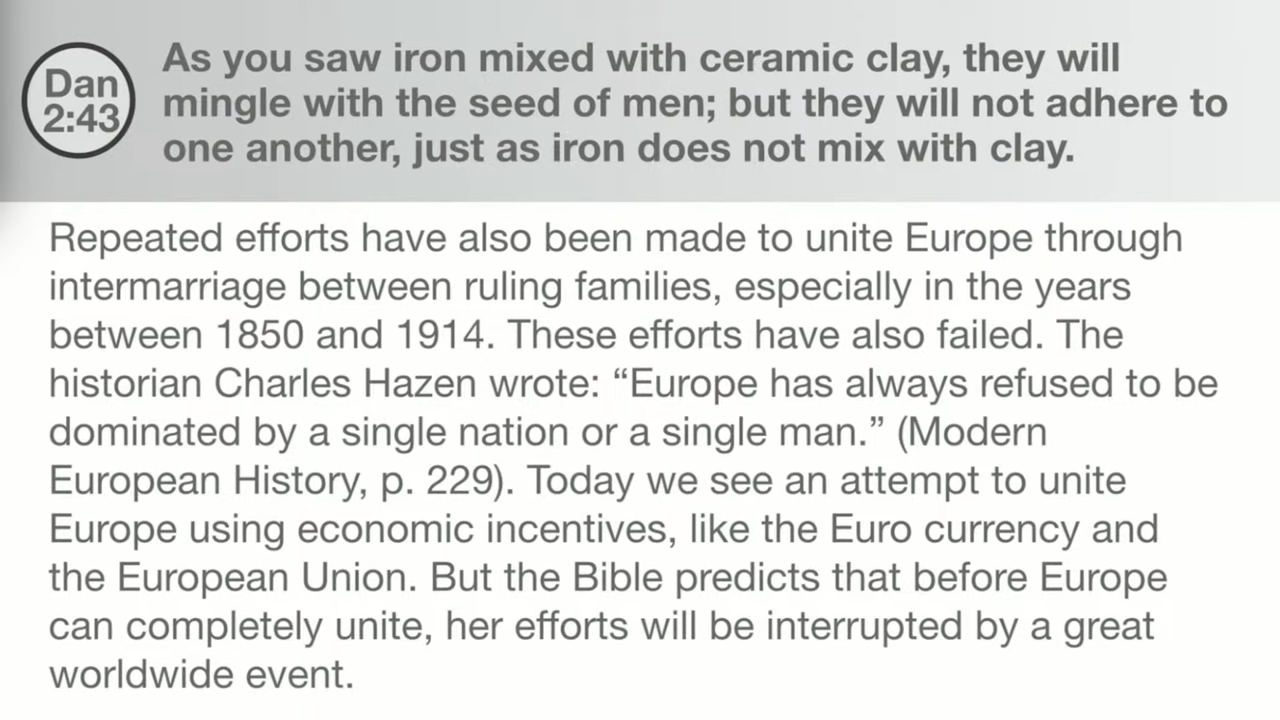 Dan
2:43
As you saw iron mixed with ceramic clay, they will
mingle with the seed of men; but they will not adhere to
one another, just as iron does not mix with clay.
Repeated efforts have also been made to unite Europe through
intermarriage between ruling families, especially in the years
between 1850 and 1914. These efforts have also failed. The
historian Charles Hazen wrote: “Europe has always refused to be
dominated by a single nation or a single man.” (Modern
European History, p. 229). Today we see an attempt to unite
Europe using economic incentives, like the Euro currency and
the European Union. But the Bible predicts that before Europe
can completely unite, her efforts will be interrupted by a great
worldwide event.